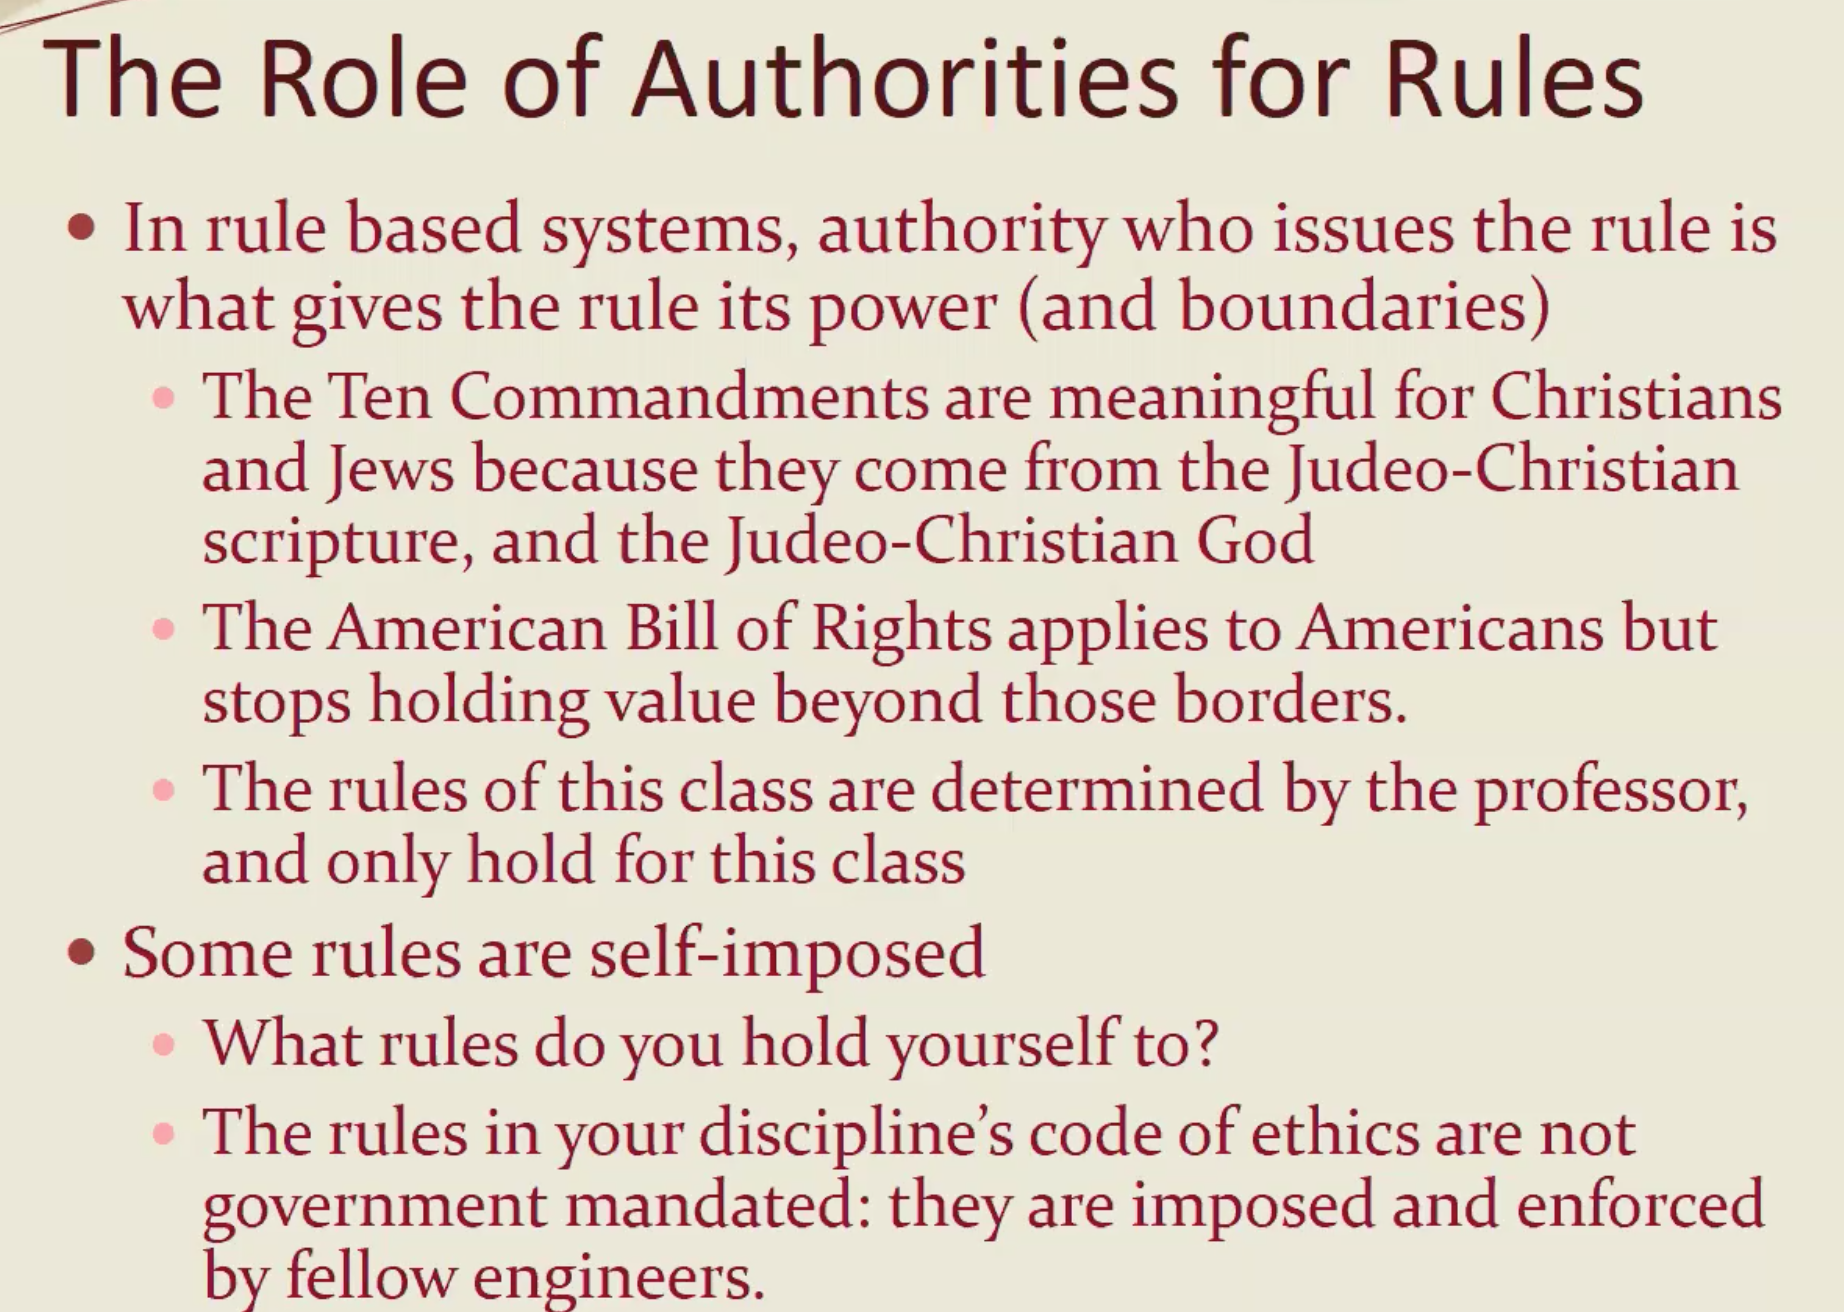 The Role of Authorities for Rules
• In rule based systems, authority who issues the rule is
what gives the rule its power (and boundaries)
• The Ten Commandments are meaningful for Christians
and Jews because they come from the Judeo-Christian
scripture, and the Judeo-Christian God
• The American Bill of Rights applies to Americans but
stops holding value beyond those borders.
• The rules of this class are determined by the professor,
and only hold for this class
• Some rules are self-imposed
• What rules do you hold yourself to?
• The rules in your discipline’s code of ethics are not
government mandated: they are imposed and enforced
by fellow engineers.